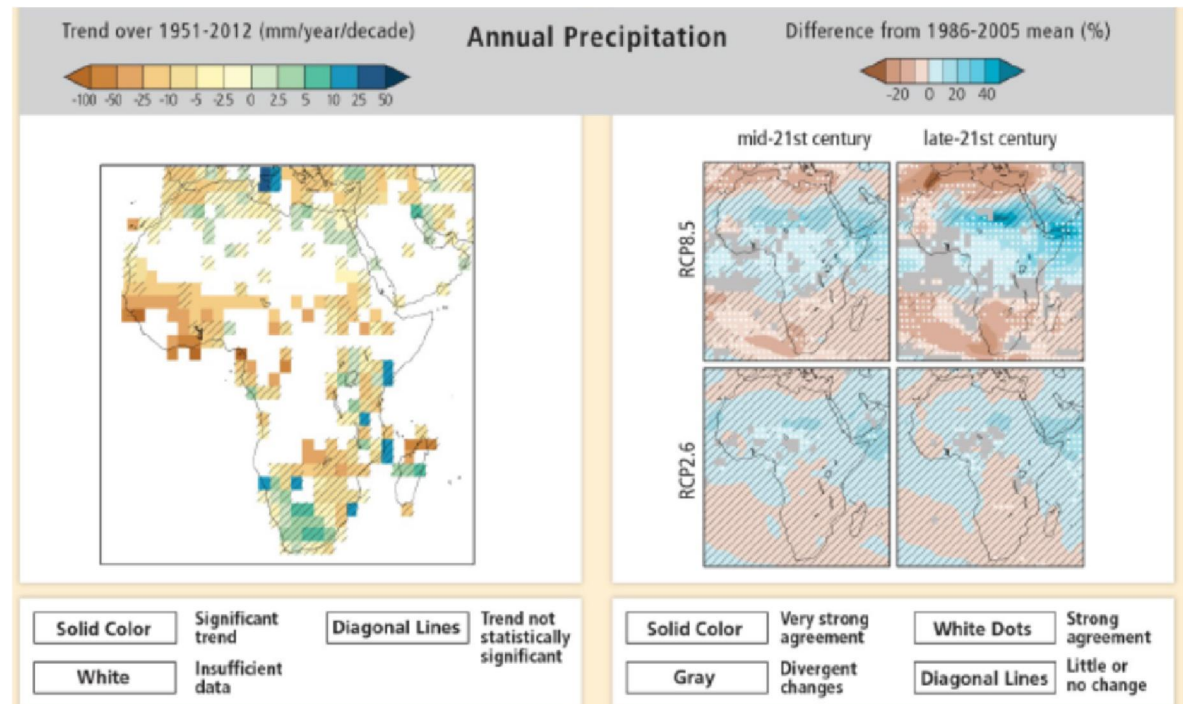 Trend over 1951-2012 (mm/year/decade)
Annual Precipitation
Difference from 1986-2005 mean (%)
-100 -50 -25 -10 -5 -2.5 0 2.5 5 10 25 50
-20 0 20 40
mid-21st century
late-21st century
RCP8.5
RCP2.6
Solid Color
Significant
trend
Diagonal Lines
Trend not
statistically
significant
White
Insufficient
data
Solid Color
Very strong
agreement
White Dots
Strong
agreement
Gray
Divergent
changes
Diagonal Lines
Little or
no change